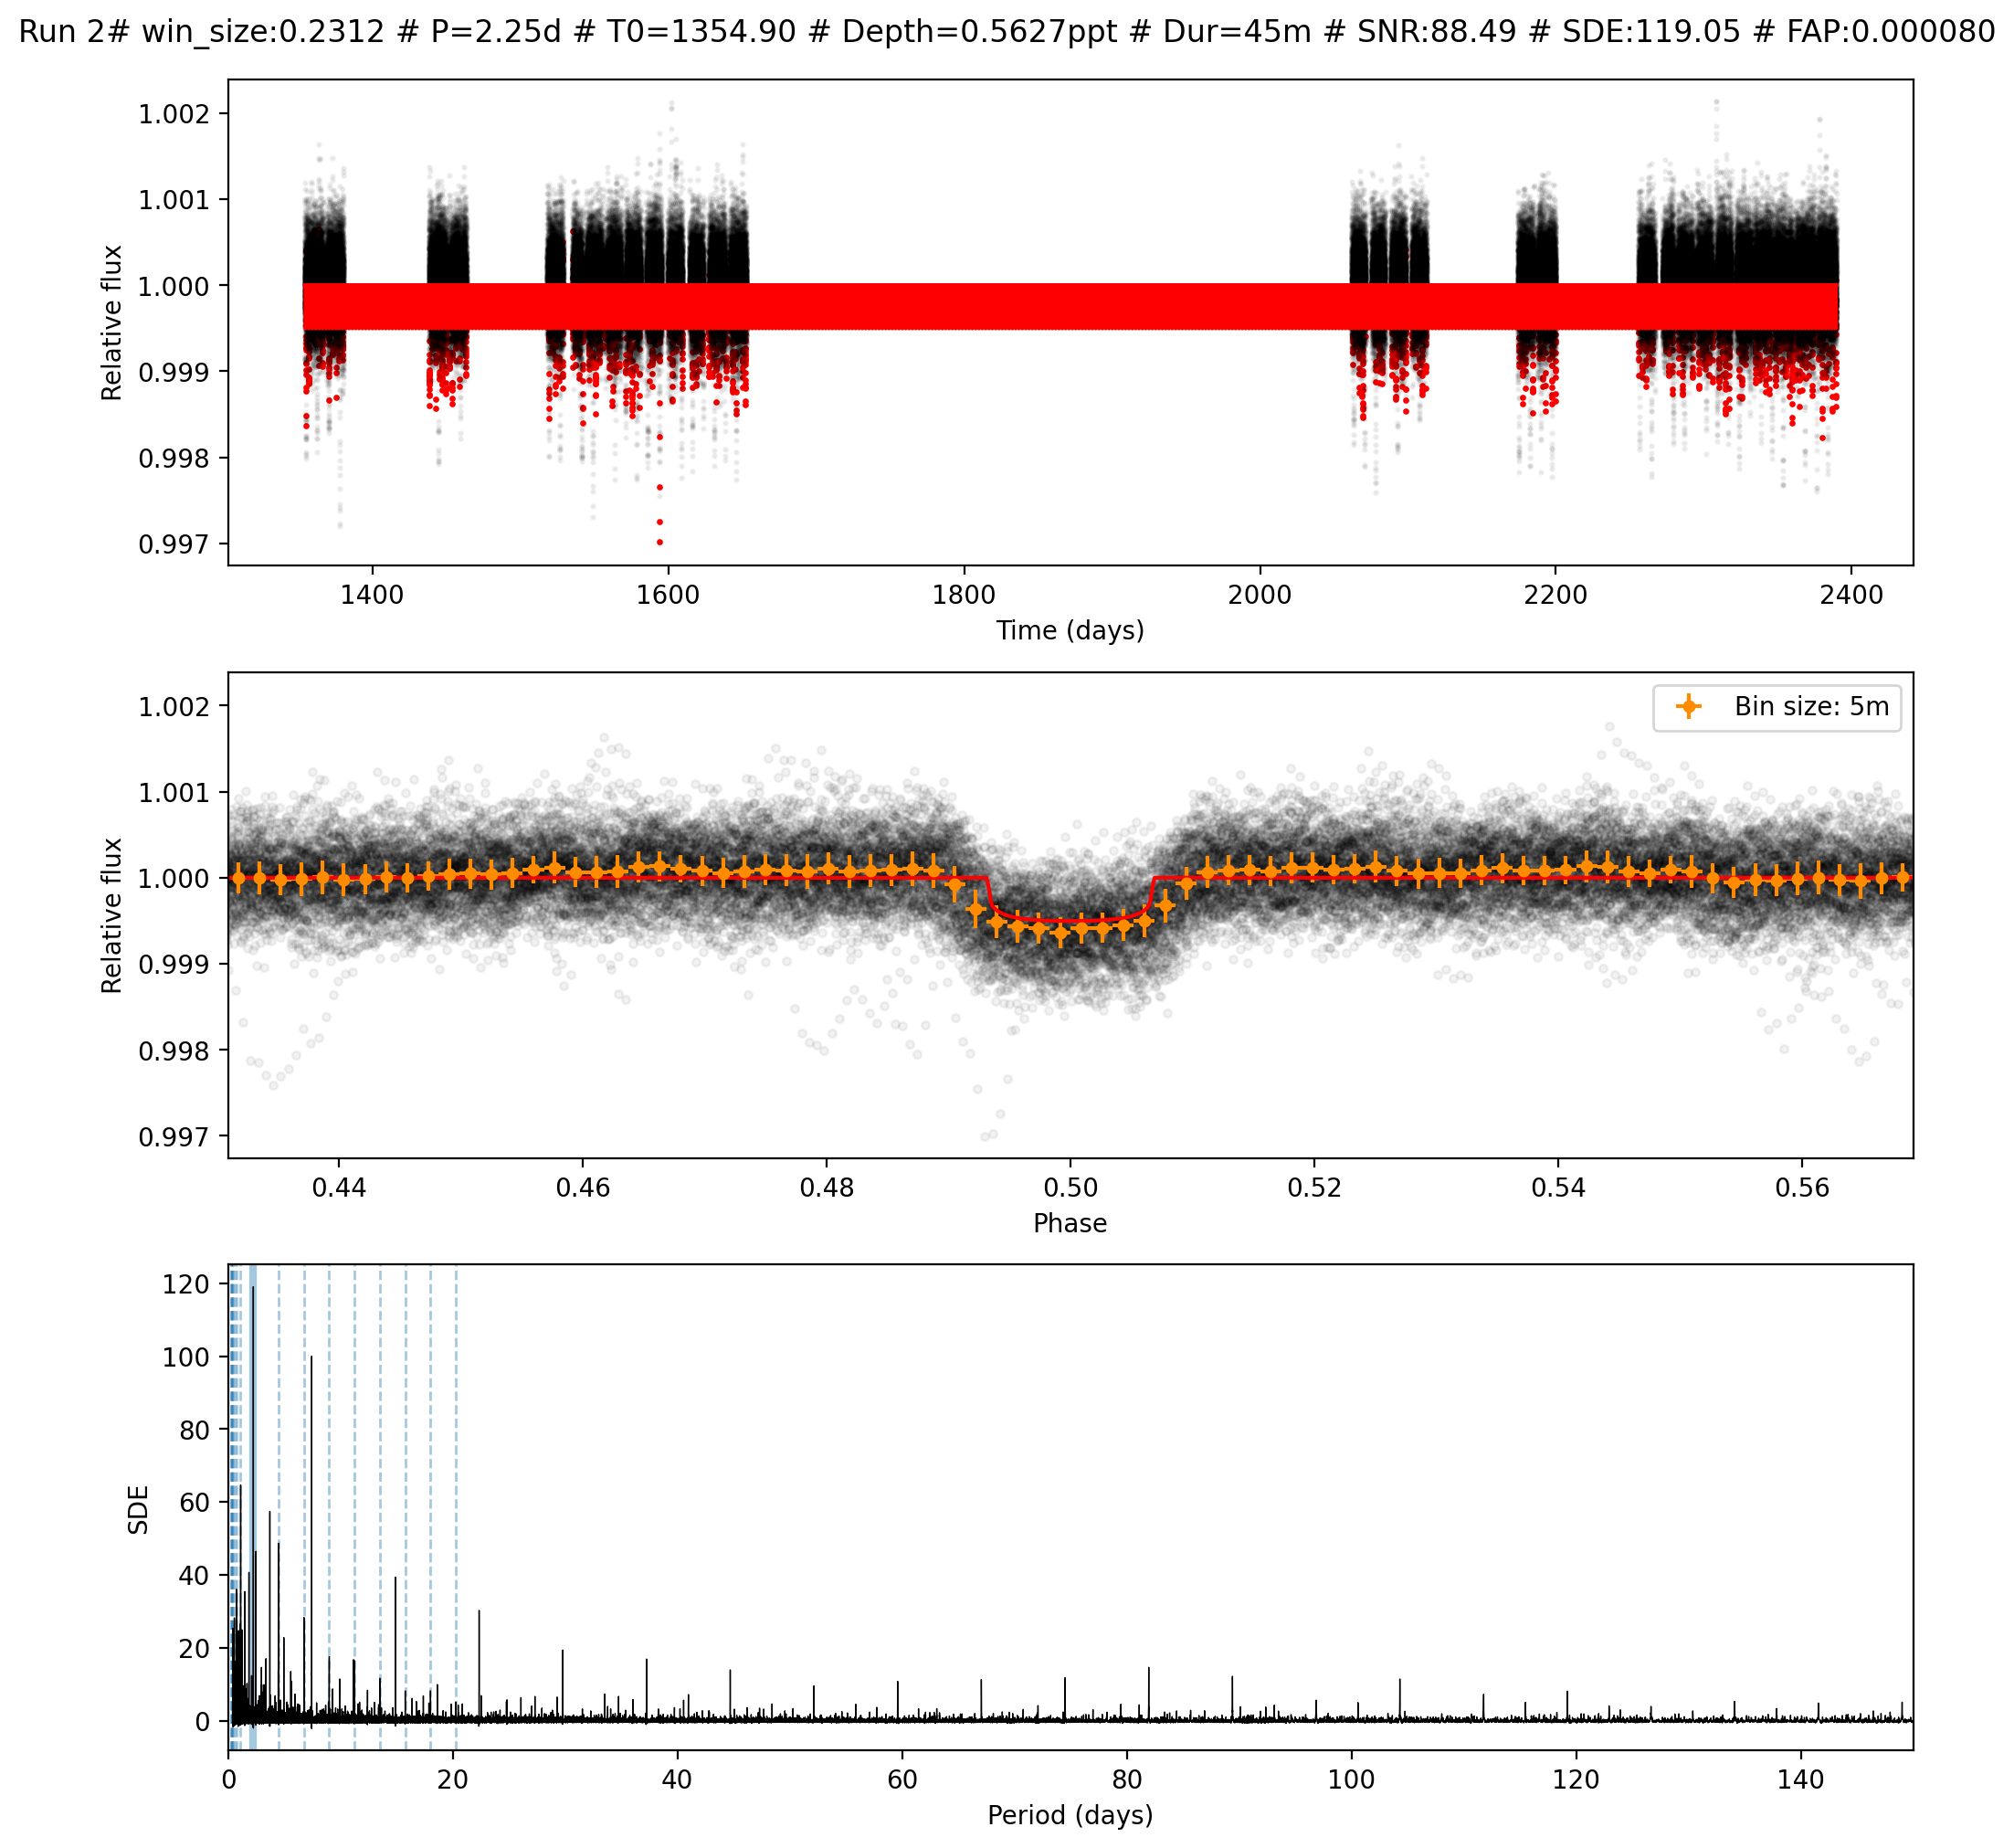 Run 2# win_size:0.2312 # P=2.25d # T0=1354.90 # Depth=0.5627ppt # Dur=45m # SNR:88.49 # SDE:119.05 # FAP:0.000080
1.002
1.001
1.000
0.999
0.998
0.997
Relative flux
1400 1600 1800 2000 2200 2400
Time (days)
Bin size: 5m
1.002
1.001
1.000
0.999
0.998
0.997
Relative flux
0.44 0.46 0.48 0.50 0.52 0.54 0.56
Phase
120
100
80
60
40
20
0
SDE
0 20 40 60 80 100 120 140
Period (days)